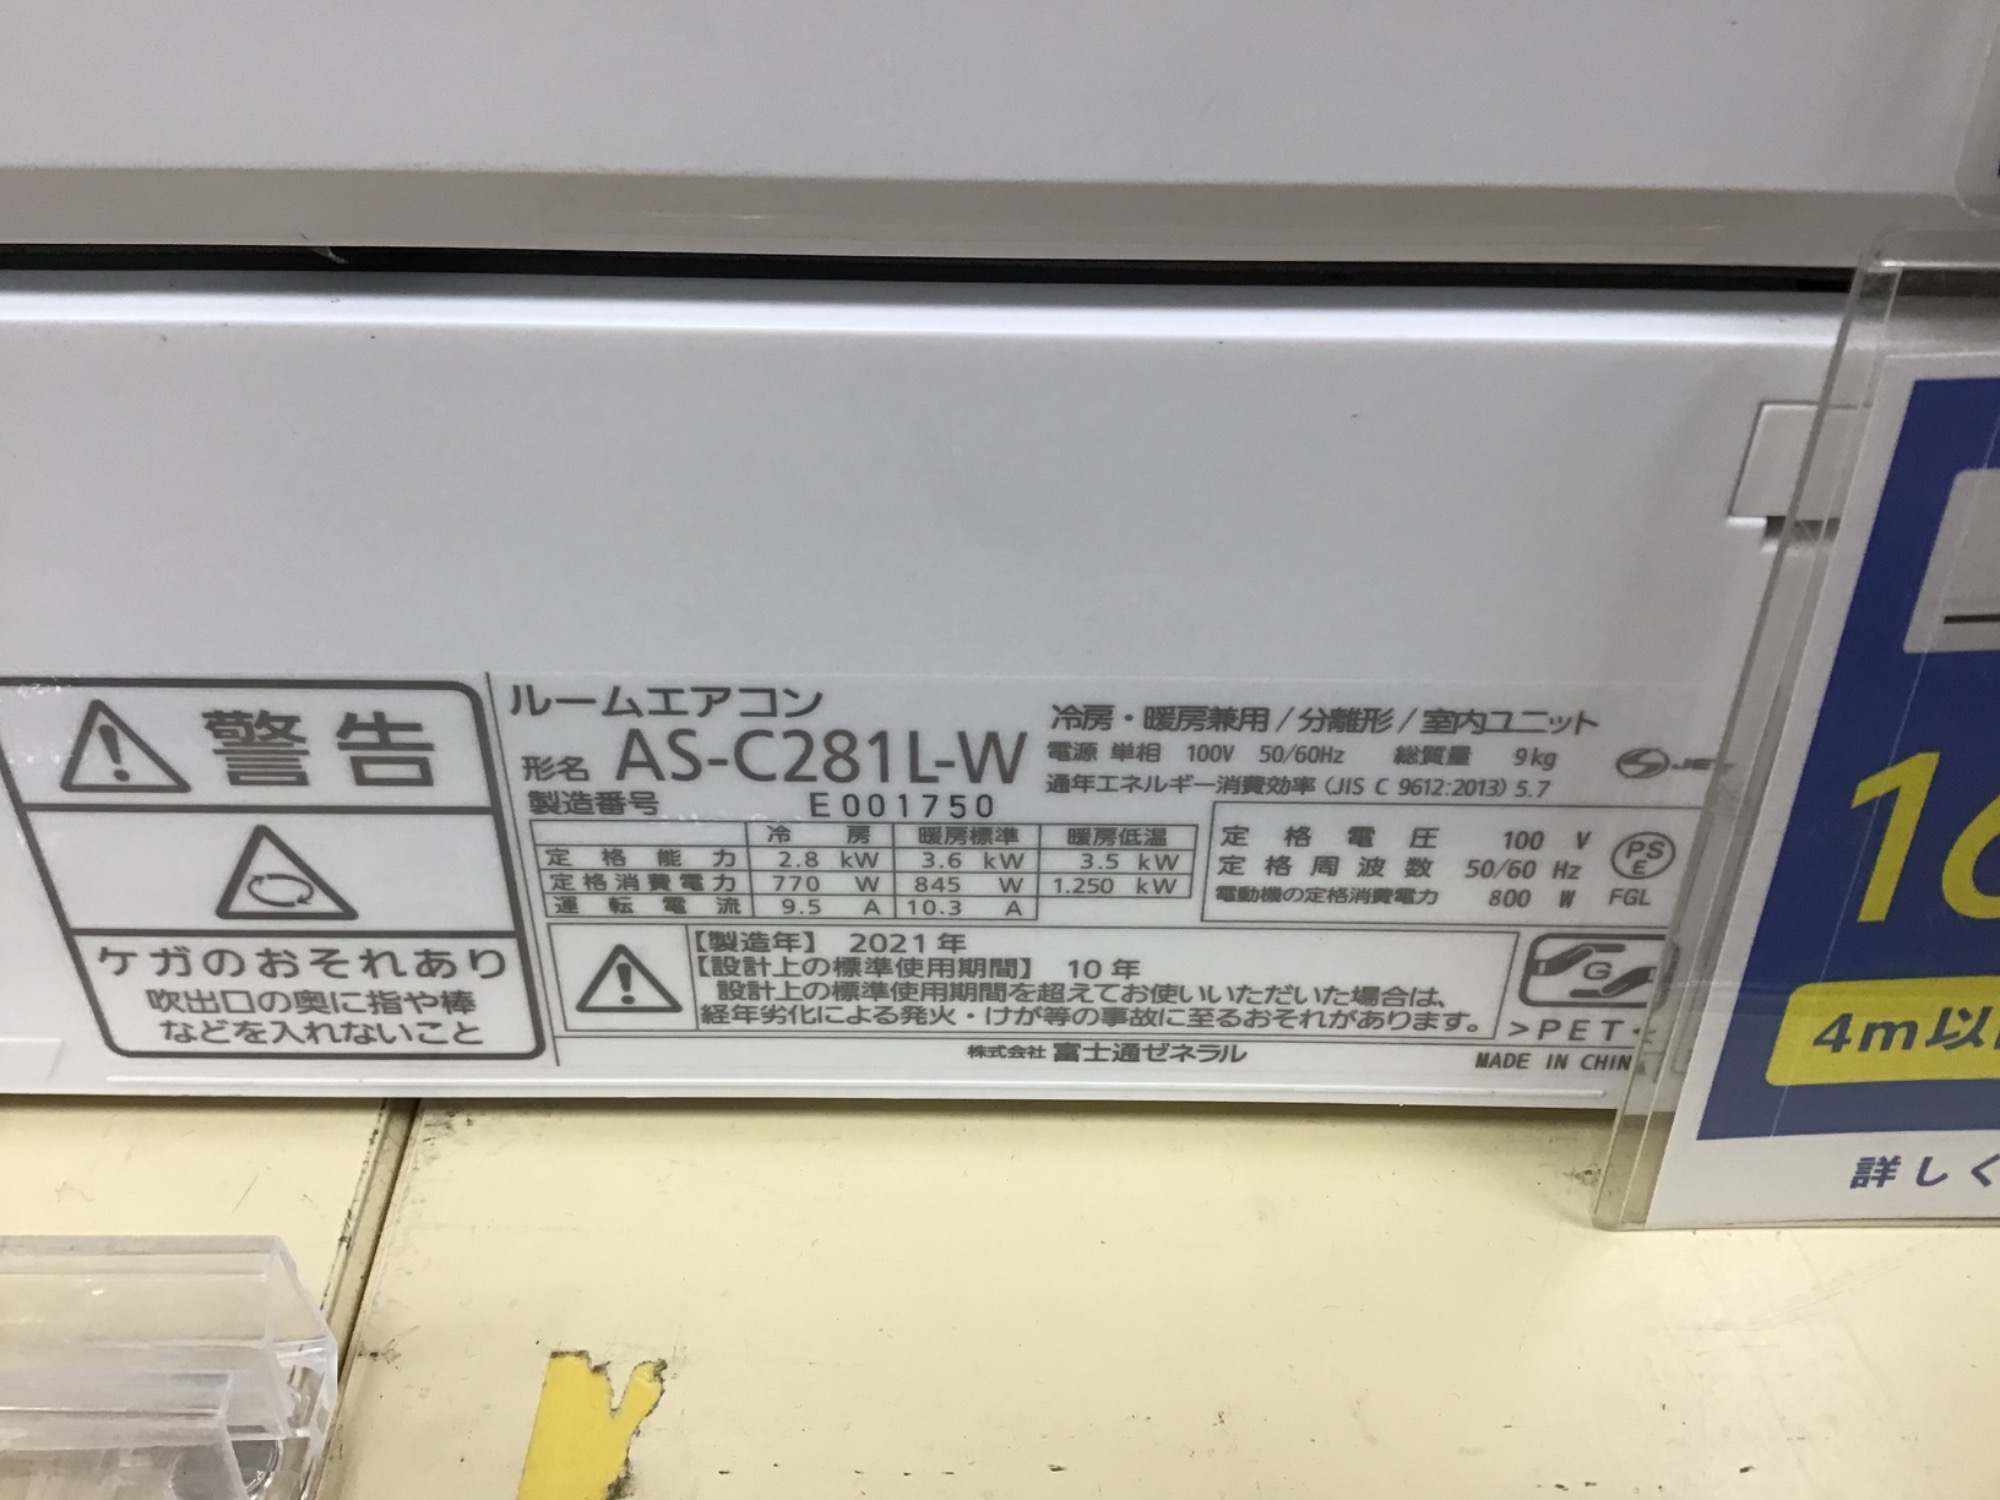 警告
ケガのおそれあり
吹出口の奥に指や棒
などを入れないこと
ルームエアコン
形名 AS-C281L-W
製造番号 E001750
冷房・暖房兼用/分離形/室内ユニット
電源 単相 100V 50/60Hz 総質量 9kg
通年エネルギー消費効率(JIS C 9612:2013) 5.7
JET
冷房 暖房標準 暖房低温
定格能力 2.8 kW 3.6 kW 3.5 kW
定格消費電力 770 W 845 W 1.250 kW
運転電流 9.5 A 10.3 A
定格電圧 100 V
定格周波数 50/60 Hz
電動機の定格消費電力 800 W
PS
E
FGL
【製造年】 2021年
【設計上の標準使用期間】 10年
設計上の標準使用期間を超えてお使いいただいた場合は、
経年劣化による発火・けが等の事故に至るおそれがあります。
G
>PET<
株式会社 富士通ゼネラル
MADE IN CHIN
16
4m以
詳しく